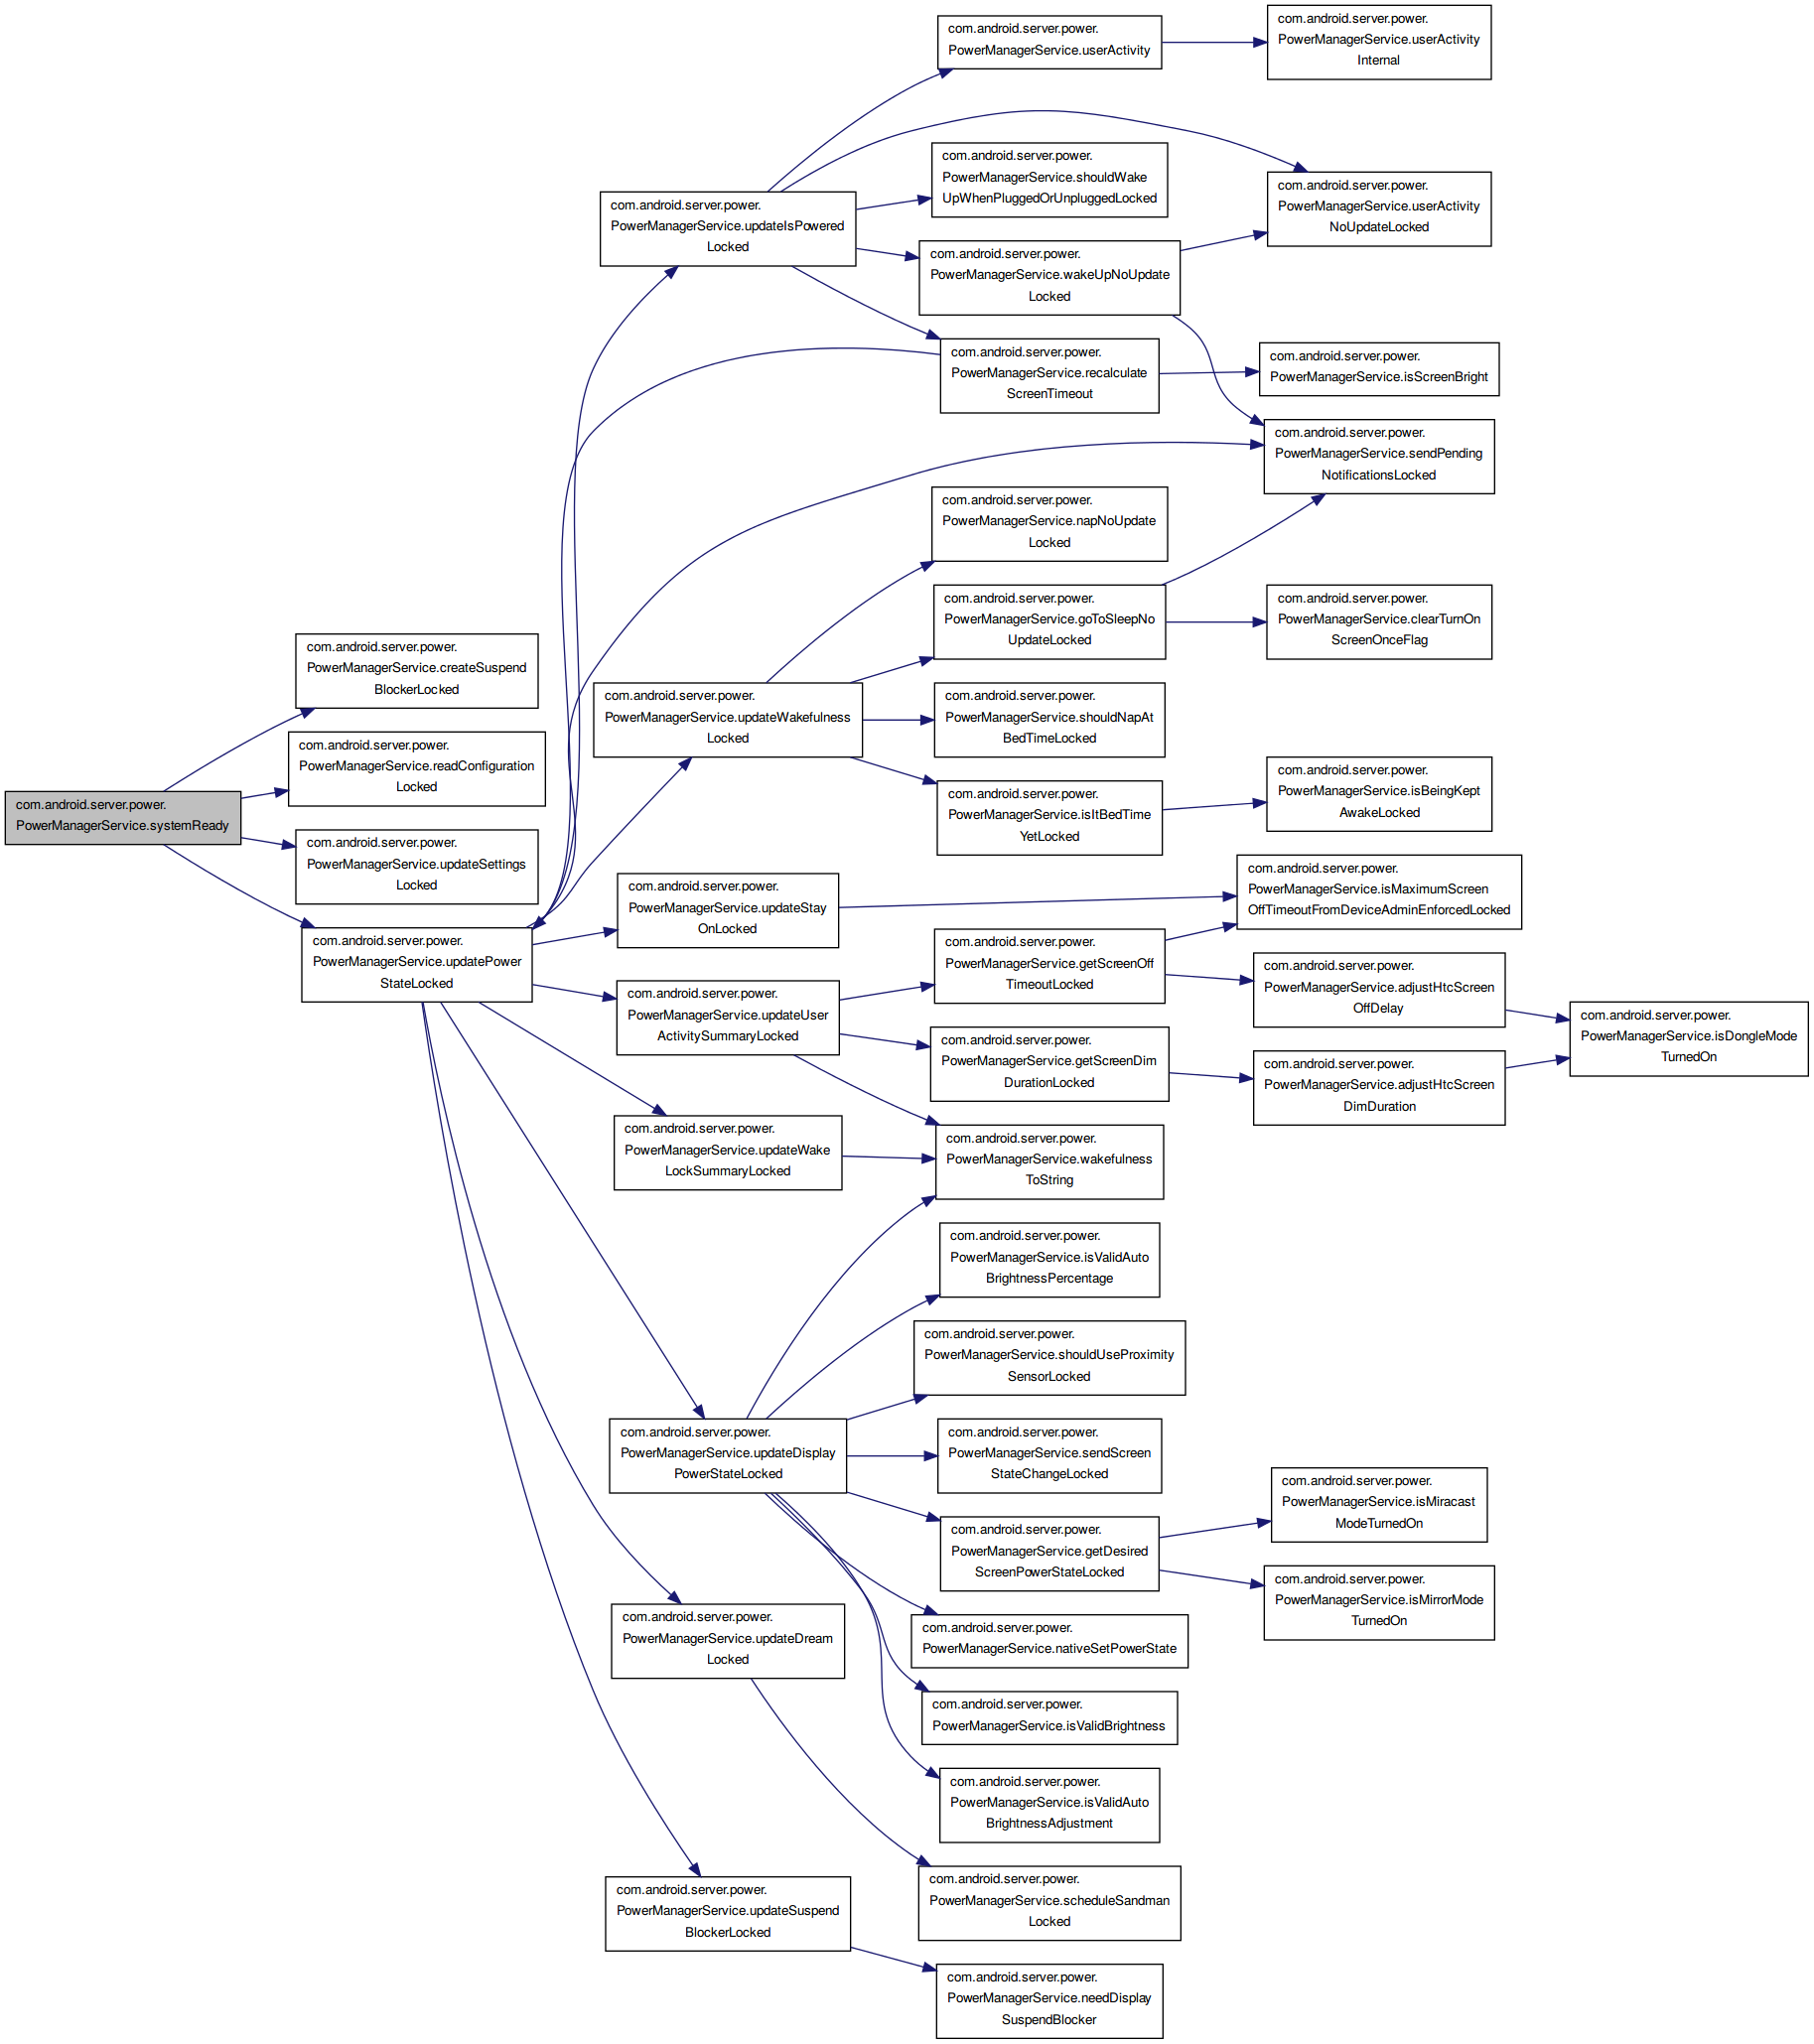 com.android.server.power.
PowerManagerService.systemReady
com.android.server.power.
PowerManagerService.createSuspend
BlockerLocked
com.android.server.power.
PowerManagerService.readConfiguration
Locked
com.android.server.power.
PowerManagerService.updateSettings
Locked
com.android.server.power.
PowerManagerService.updatePower
StateLocked
com.android.server.power.
PowerManagerService.updateIsPowered
Locked
com.android.server.power.
PowerManagerService.updateWakefulness
Locked
com.android.server.power.
PowerManagerService.updateStay
OnLocked
com.android.server.power.
PowerManagerService.updateUser
ActivitySummaryLocked
com.android.server.power.
PowerManagerService.updateWake
LockSummaryLocked
com.android.server.power.
PowerManagerService.updateDisplay
PowerStateLocked
com.android.server.power.
PowerManagerService.updateDream
Locked
com.android.server.power.
PowerManagerService.updateSuspend
BlockerLocked
com.android.server.power.
PowerManagerService.userActivity
com.android.server.power.
PowerManagerService.shouldWake
UpWhenPluggedOrUnpluggedLocked
com.android.server.power.
PowerManagerService.wakeUpNoUpdate
Locked
com.android.server.power.
PowerManagerService.recalculate
ScreenTimeout
com.android.server.power.
PowerManagerService.napNoUpdate
Locked
com.android.server.power.
PowerManagerService.goToSleepNo
UpdateLocked
com.android.server.power.
PowerManagerService.shouldNapAt
BedTimeLocked
com.android.server.power.
PowerManagerService.isItBedTime
YetLocked
com.android.server.power.
PowerManagerService.getScreenOff
TimeoutLocked
com.android.server.power.
PowerManagerService.getScreenDim
DurationLocked
com.android.server.power.
PowerManagerService.wakefulness
ToString
com.android.server.power.
PowerManagerService.isValidAuto
BrightnessPercentage
com.android.server.power.
PowerManagerService.shouldUseProximity
SensorLocked
com.android.server.power.
PowerManagerService.sendScreen
StateChangeLocked
com.android.server.power.
PowerManagerService.getDesired
ScreenPowerStateLocked
com.android.server.power.
PowerManagerService.nativeSetPowerState
com.android.server.power.
PowerManagerService.isValidBrightness
com.android.server.power.
PowerManagerService.isValidAuto
BrightnessAdjustment
com.android.server.power.
PowerManagerService.scheduleSandman
Locked
com.android.server.power.
PowerManagerService.needDisplay
SuspendBlocker
com.android.server.power.
PowerManagerService.userActivity
Internal
com.android.server.power.
PowerManagerService.userActivity
NoUpdateLocked
com.android.server.power.
PowerManagerService.isScreenBright
com.android.server.power.
PowerManagerService.sendPending
NotificationsLocked
com.android.server.power.
PowerManagerService.clearTurnOn
ScreenOnceFlag
com.android.server.power.
PowerManagerService.isBeingKept
AwakeLocked
com.android.server.power.
PowerManagerService.isMaximumScreen
OffTimeoutFromDeviceAdminEnforcedLocked
com.android.server.power.
PowerManagerService.adjustHtcScreen
OffDelay
com.android.server.power.
PowerManagerService.adjustHtcScreen
DimDuration
com.android.server.power.
PowerManagerService.isMiracast
ModeTurnedOn
com.android.server.power.
PowerManagerService.isMirrorMode
TurnedOn
com.android.server.power.
PowerManagerService.isDongleMode
TurnedOn